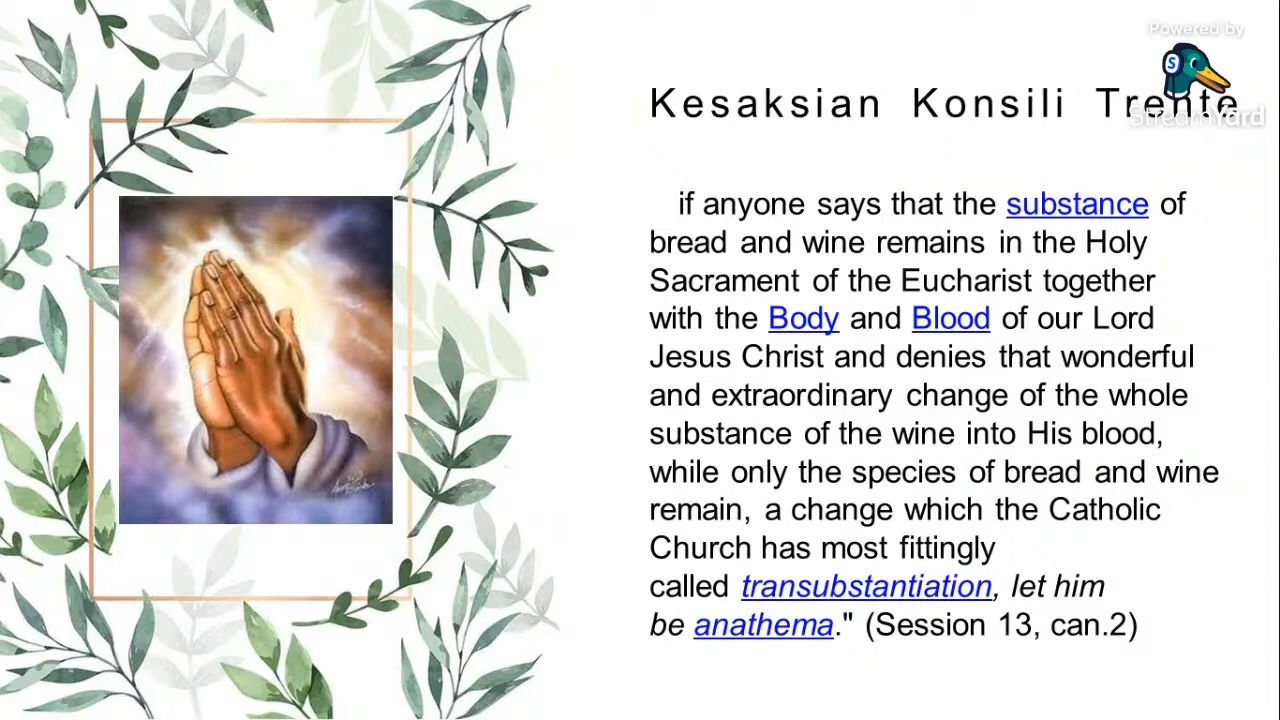 Powered by
StreamYard
Kesaksian Konsili Trente
if anyone says that the substance of
bread and wine remains in the Holy
Sacrament of the Eucharist together
with the Body and Blood of our Lord
Jesus Christ and denies that wonderful
and extraordinary change of the whole
substance of the wine into His blood,
while only the species of bread and wine
remain, a change which the Catholic
Church has most fittingly
called transubstantiation, let him
be anathema." (Session 13, can.2)